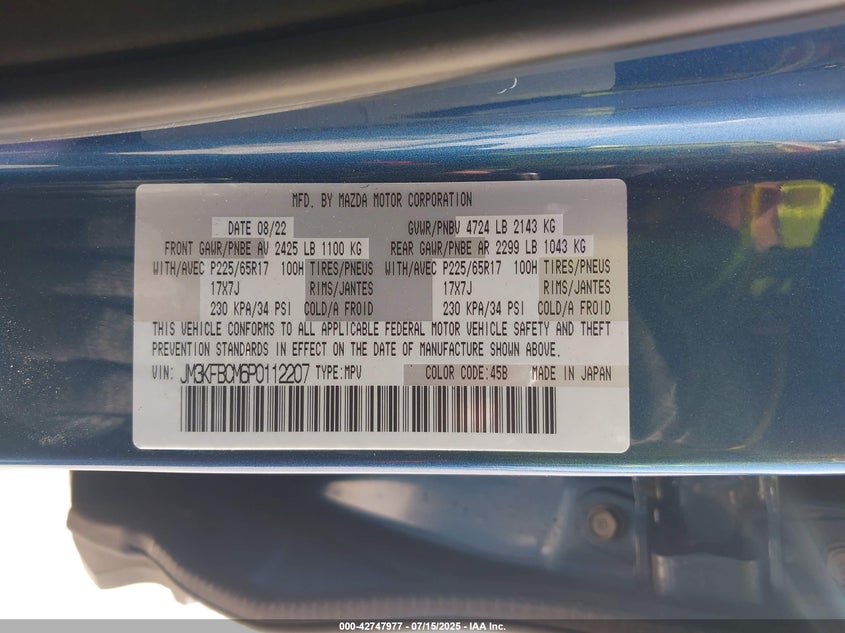 MFD. BY MAZDA MOTOR CORPORATION
DATE 08/22 GVWR/PNBV 4724 LB 2143 KG
FRONT GAWR/PNBE AV 2425 LB 1100 KG REAR GAWR/PNBE AR 2299 LB 1043 KG
WITH/AVEC P225/65R17 100H TIRES/PNEUS WITH/AVEC P225/65R17 100H TIRES/PNEUS
17X7J RIMS/JANTES 17X7J RIMS/JANTES
230 KPA/34 PSI COLD/A FROID 230 KPA/34 PSI COLD/A FROID
THIS VEHICLE CONFORMS TO ALL APPLICABLE FEDERAL MOTOR VEHICLE SAFETY AND THEFT
PREVENTION STANDARDS IN EFFECT ON THE DATE OF MANUFACTURE SHOWN ABOVE.
VIN: JM3KFBCM6P0112207 TYPE:MPV COLOR CODE:45B MADE IN JAPAN
000-42747977 - 07/15/2025 - IAA Inc.